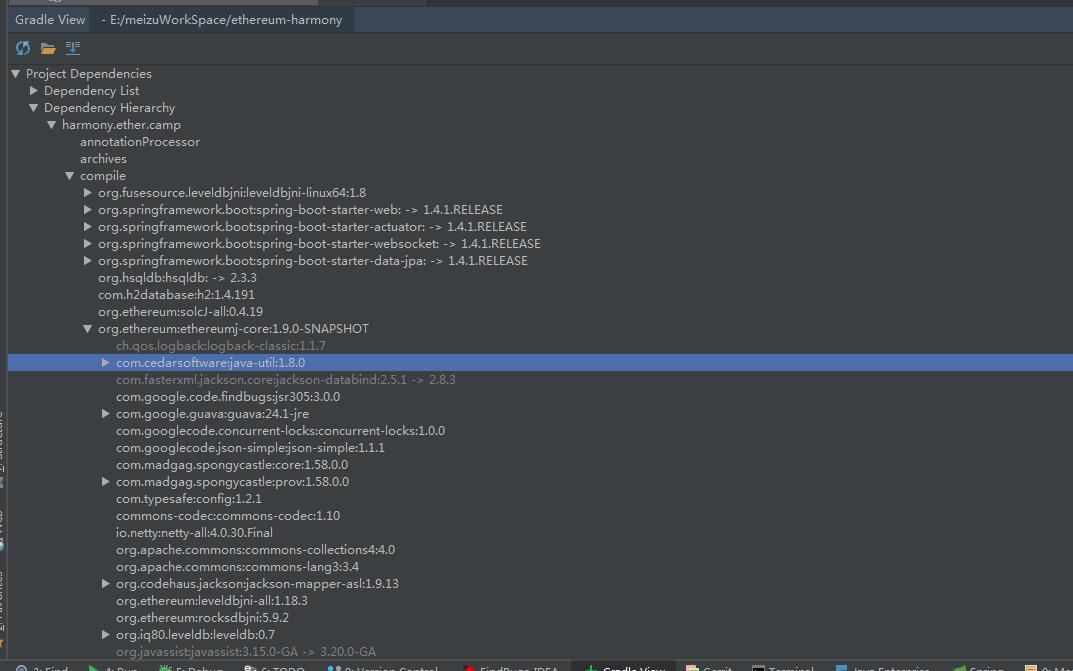 Gradle View - E:/meizuWorkSpace/ethereum-harmony
Project Dependencies
Dependency List
Dependency Hierarchy
harmony.ether.camp
annotationProcessor
archives
compile
org.fusesource.leveldbjni:leveldbjni-linux64:1.8
org.springframework.boot:spring-boot-starter-web: -> 1.4.1.RELEASE
org.springframework.boot:spring-boot-starter-actuator: -> 1.4.1.RELEASE
org.springframework.boot:spring-boot-starter-websocket: -> 1.4.1.RELEASE
org.springframework.boot:spring-boot-starter-data-jpa: -> 1.4.1.RELEASE
org.hsqldb:hsqldb: -> 2.3.3
com.h2database:h2:1.4.191
org.ethereum:solcJ-all:0.4.19
org.ethereum:ethereumj-core:1.9.0-SNAPSHOT
ch.qos.logback:logback-classic:1.1.7
com.cedarsoftware:java-util:1.8.0
com.fasterxml.jackson.core:jackson-databind:2.5.1 -> 2.8.3
com.google.code.findbugs:jsr305:3.0.0
com.google.guava:guava:24.1-jre
com.googlecode.concurrent-locks:concurrent-locks:1.0.0
com.googlecode.json-simple:json-simple:1.1.1
com.madgag.spongycastle:core:1.58.0.0
com.madgag.spongycastle:prov:1.58.0.0
com.typesafe:config:1.2.1
commons-codec:commons-codec:1.10
io.netty:netty-all:4.0.30.Final
org.apache.commons:commons-collections4:4.0
org.apache.commons:commons-lang3:3.4
org.codehaus.jackson:jackson-mapper-asl:1.9.13
org.ethereum:leveldbjni-all:1.18.3
org.ethereum:rocksdbjni:5.9.2
org.iq80.leveldb:leveldb:0.7
org.javassist:javassist:3.15.0-GA -> 3.20.0-GA
3: Find 4: Run 5: Debug 6: TODO 9: Version Control FindBugs-IDEA Gradle View Gerrit Terminal Java Enterprise Spring